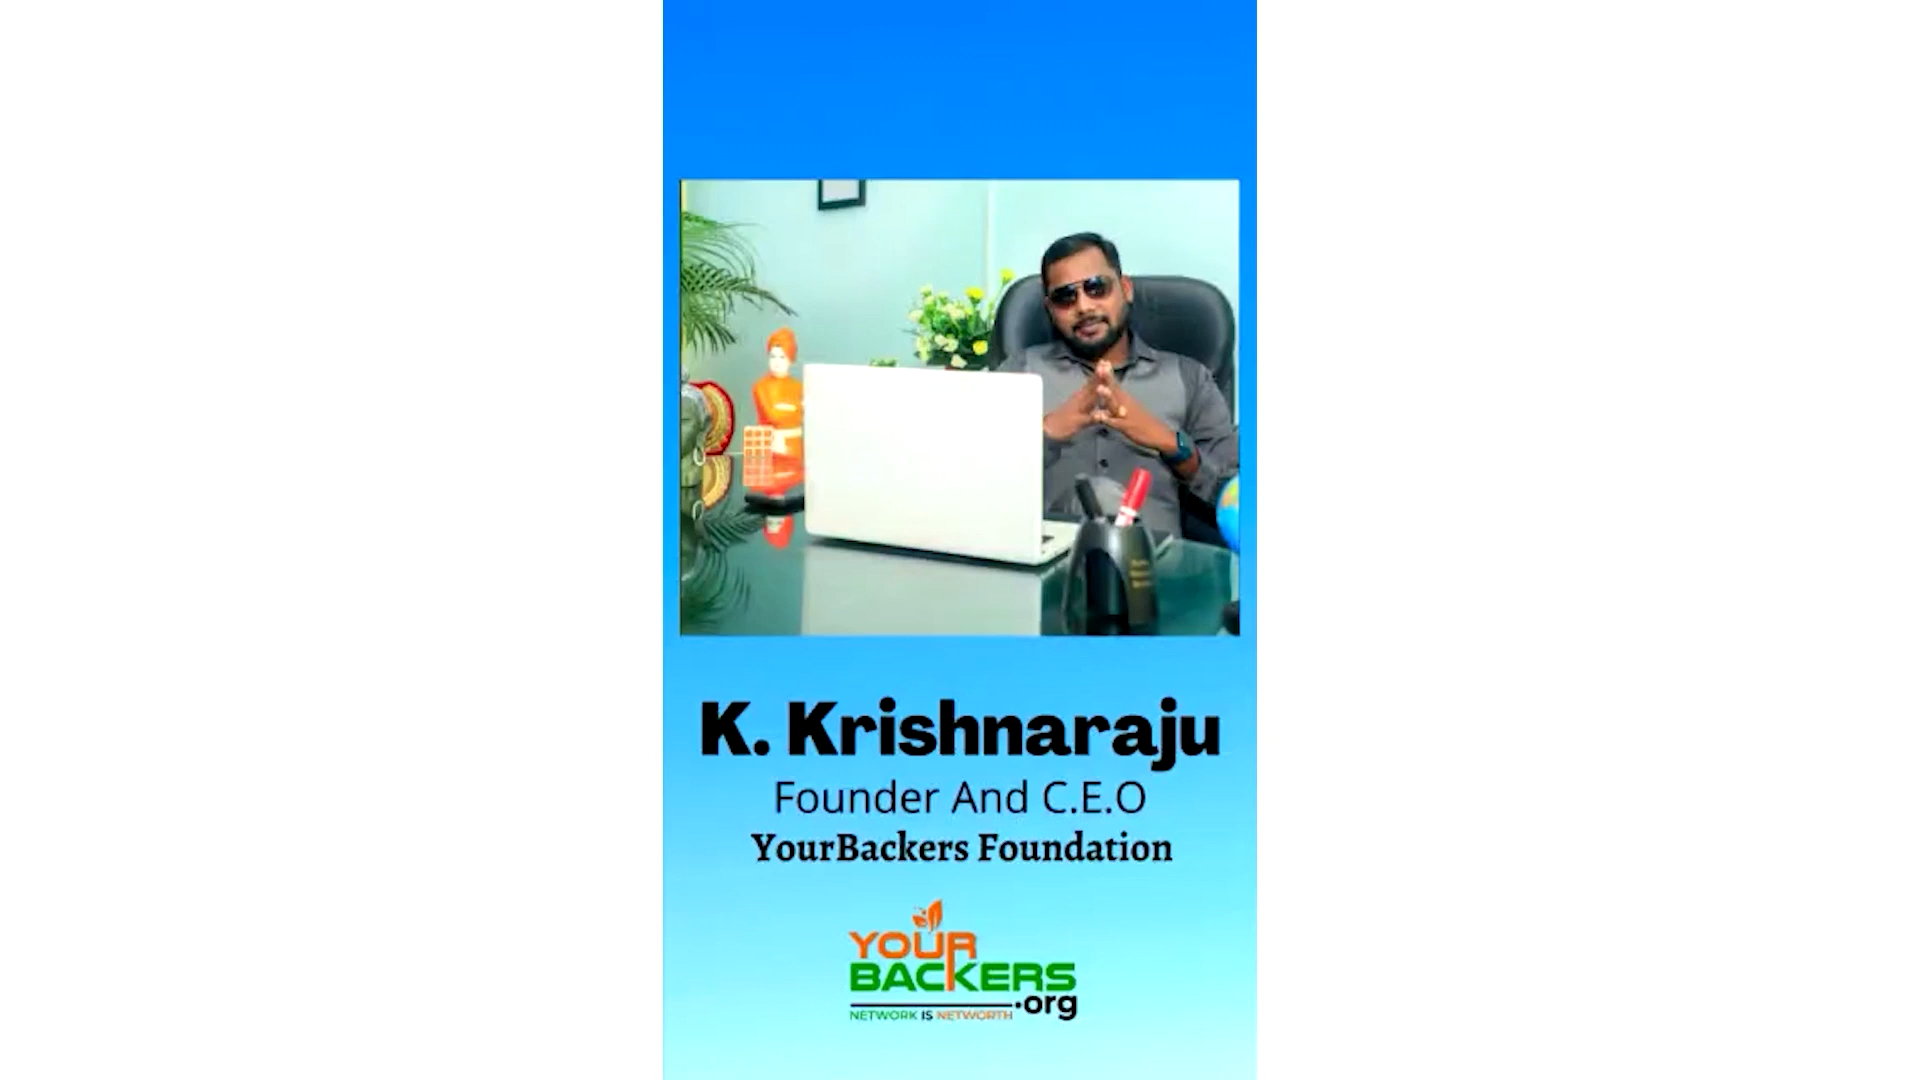 K. Krishnaraju
Founder And C.E.O
YourBackers Foundation
YOUR
BACKERS
.org
NETWORK IS NETWORTH